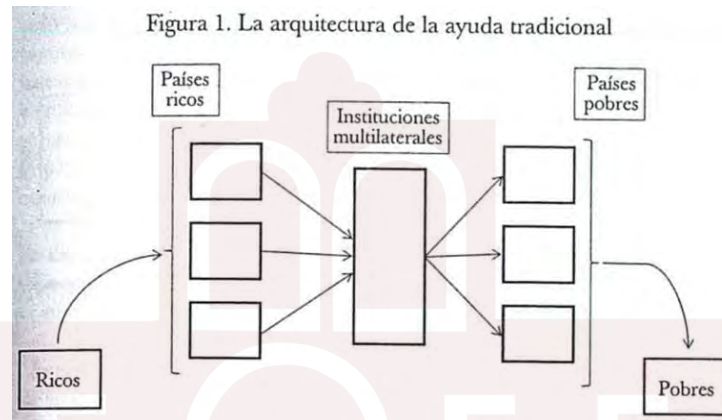 Figura 1. La arquitectura de la ayuda tradicional
Países
ricos
Instituciones
multilaterales
Países
pobres
Ricos
Pobres